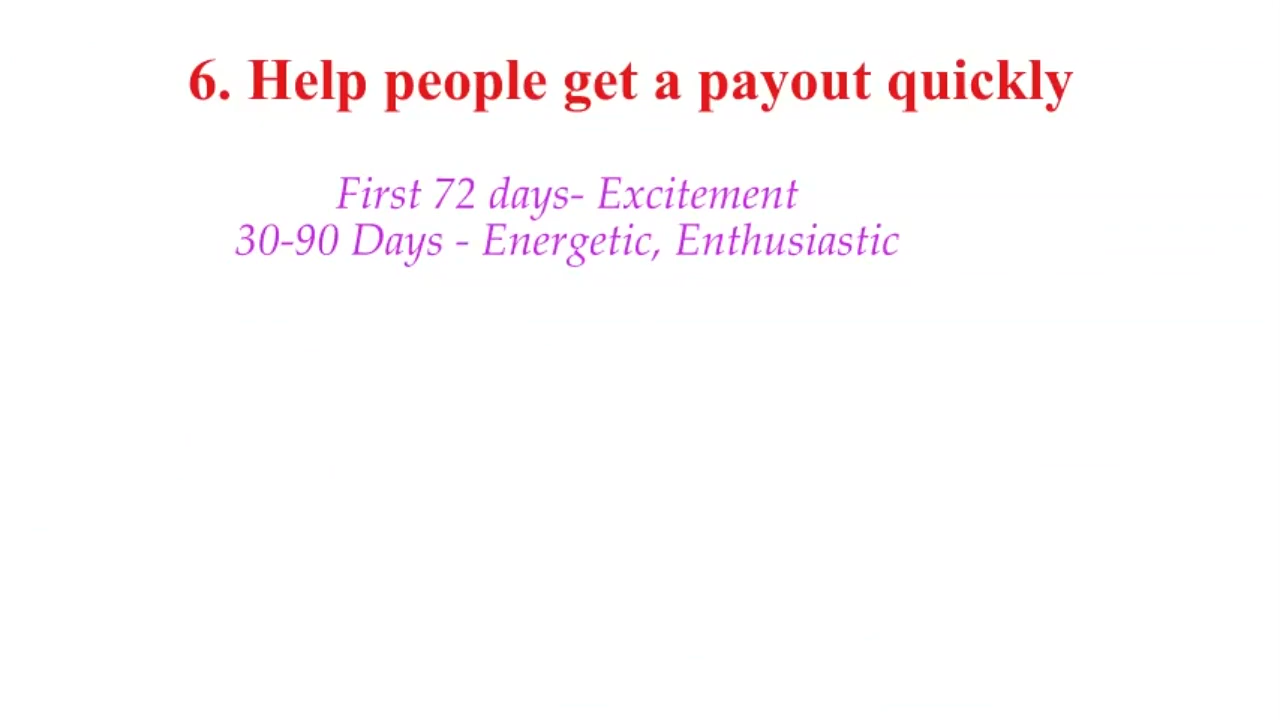 6. Help people get a payout quickly
First 72 days- Excitement
30-90 Days - Energetic, Enthusiastic